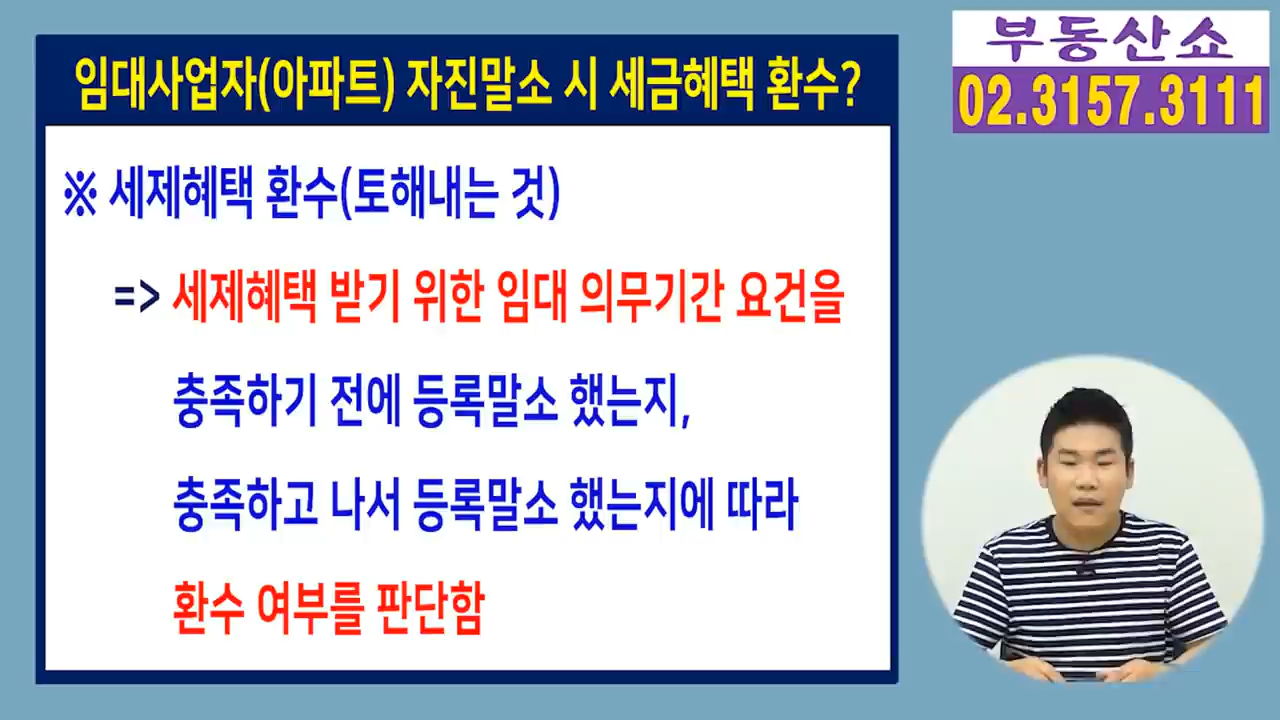 부동산쇼
02.3157.3111
임대사업자(아파트) 자진말소 시 세금혜택 환수?
※ 세제혜택 환수(토해내는 것)
=> 세제혜택 받기 위한 임대 의무기간 요건을
충족하기 전에 등록말소 했는지,
충족하고 나서 등록말소 했는지에 따라
환수 여부를 판단함